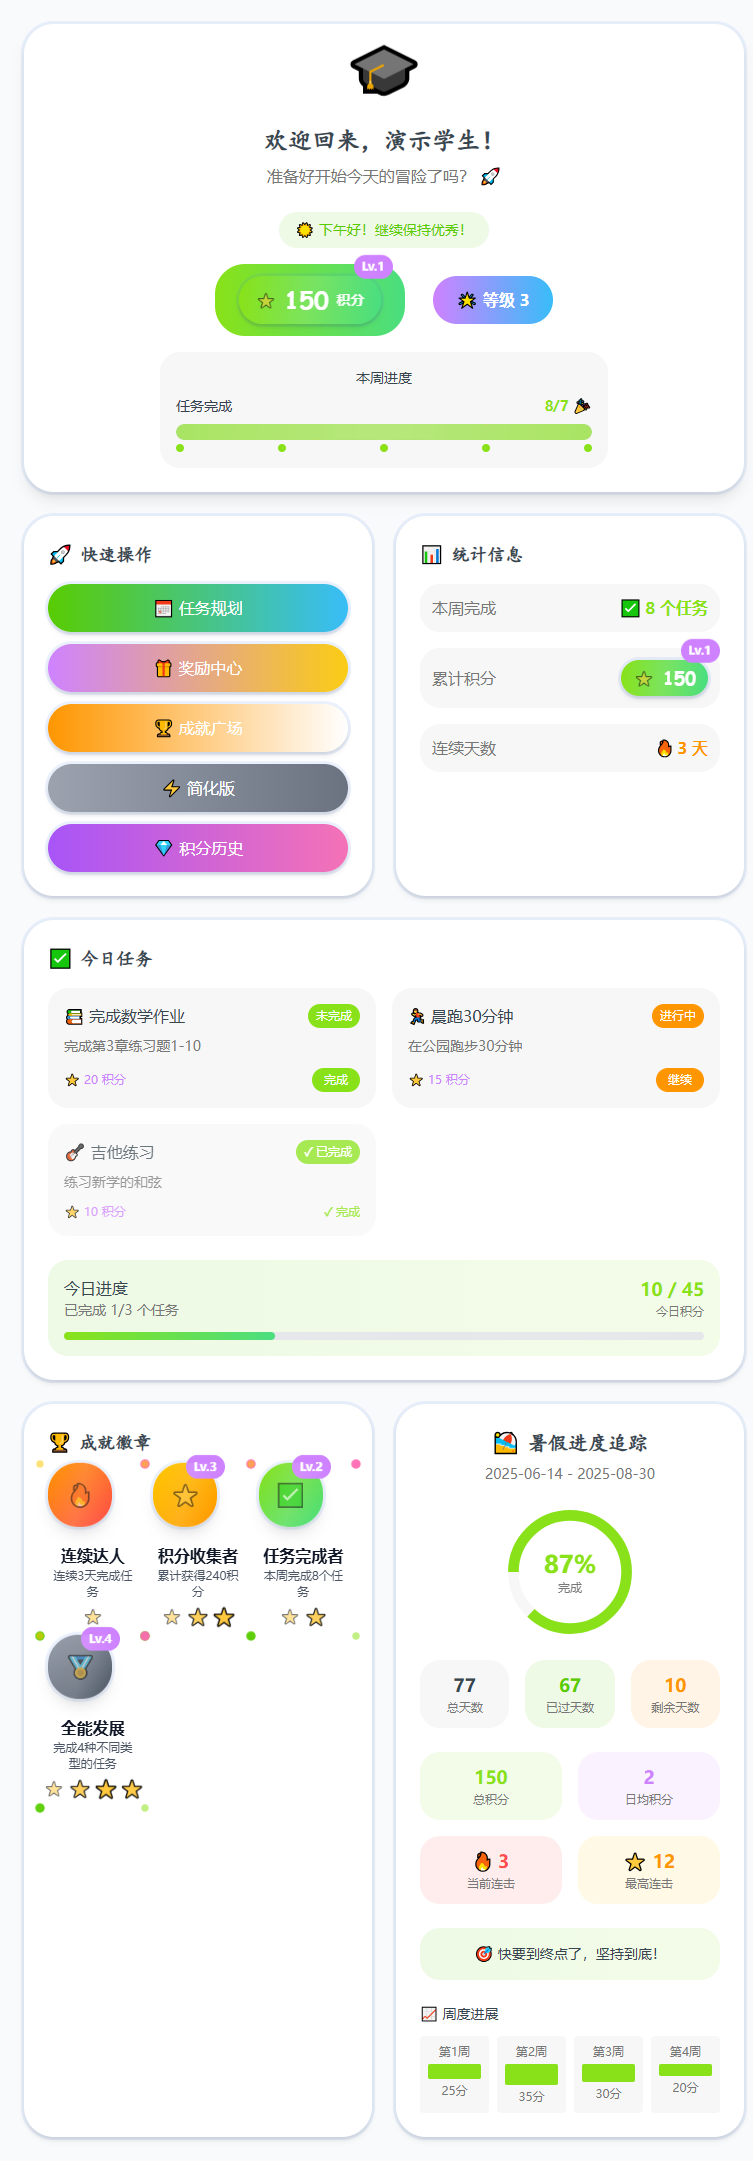 欢迎回来，演示学生！
准备好开始今天的冒险了吗？
下午好！继续保持优秀！
Lv.1
150 积分
等级 3
本周进度
任务完成 8/7
快速操作
任务规划
奖励中心
成就广场
简化版
积分历史
统计信息
本周完成 8 个任务
Lv.1
累计积分 150
连续天数 3 天
今日任务
完成数学作业 未完成
完成第3章练习题1-10
20 积分 完成
晨跑30分钟 进行中
在公园跑步30分钟
15 积分 继续
吉他练习 ✓已完成
练习新学的和弦
10 积分 ✓完成
今日进度 10 / 45
已完成 1/3 个任务 今日积分
成就徽章
连续达人
连续3天完成任
务
Lv.3
积分收集者
累计获得240积
分
Lv.2
任务完成者
本周完成8个任
务
Lv.4
全能发展
完成4种不同类
型的任务
暑假进度追踪
2025-06-14 - 2025-08-30
87%
完成
77
总天数
67
已过天数
10
剩余天数
150
总积分
2
日均积分
3
当前连击
12
最高连击
快要到终点了，坚持到底！
周度进展
第1周 第2周 第3周 第4周
25分 35分 30分 20分